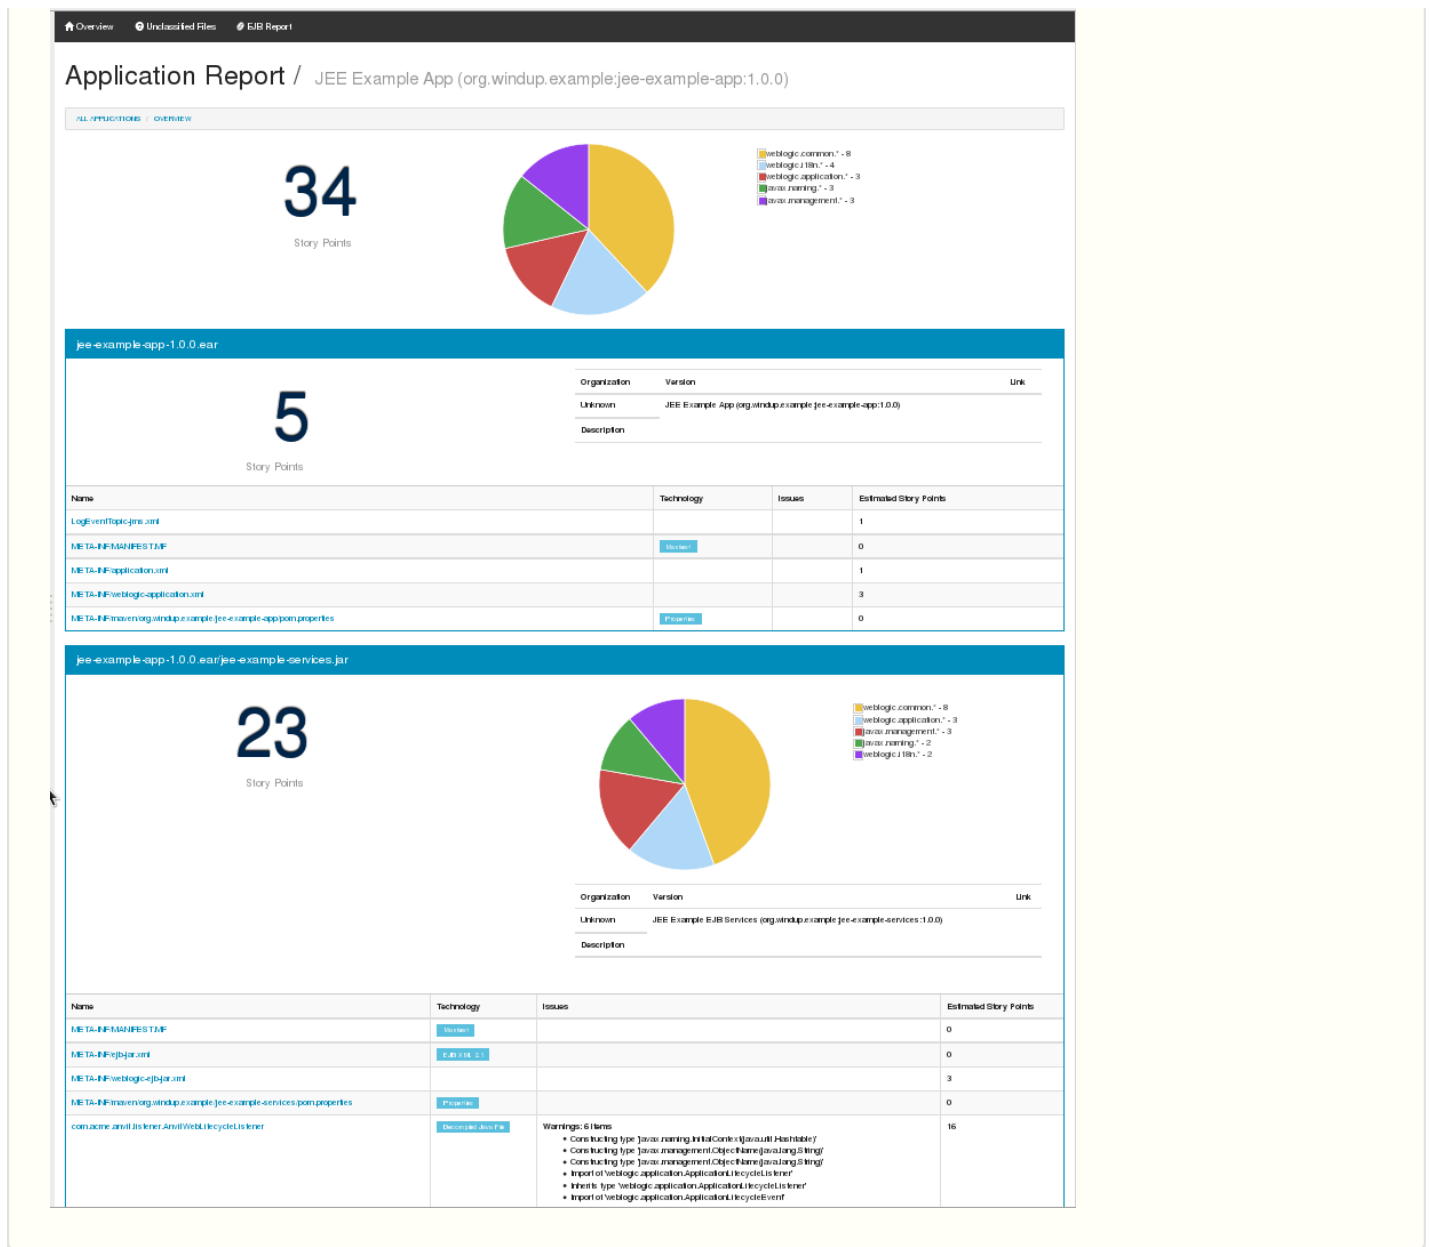 Overview Unclassified Files EJB Report
Application Report / JEE Example App (org.windup.example:jee-example-app:1.0.0)
ALL APPLICATIONS / OVERVIEW
34
Story Points
weblogic.common.* - 8
weblogic.i18n.* - 4
weblogic.application.* - 3
javax.naming.* - 3
javax.management.* - 3
jee-example-app-1.0.0.ear
5
Story Points
Organization Version Link
Unknown JEE Example App (org.windup.example:jee-example-app:1.0.0)
Description
Name Technology Issues Estimated Story Points
LogEventTopic-jms.xml 1
META-INF/MANIFEST.MF Manifest 0
META-INF/application.xml 1
META-INF/weblogic-application.xml 3
META-INF/maven/org.windup.example/jee-example-app/pom.properties Properties 0
jee-example-app-1.0.0.ear/jee-example-services.jar
23
Story Points
weblogic.common.* - 8
weblogic.application.* - 3
javax.management.* - 3
javax.naming.* - 2
weblogic.i18n.* - 2
Organization Version Link
Unknown JEE Example EJB Services (org.windup.example:jee-example-services:1.0.0)
Description
Name Technology Issues Estimated Story Points
META-INF/MANIFEST.MF Manifest 0
META-INF/ejb-jar.xml EJB XML 2.1 0
META-INF/weblogic-ejb-jar.xml 3
META-INF/maven/org.windup.example/jee-example-services/pom.properties Properties 0
com.acme.anvil.listener.AnvilWebLifecycleListener Decompiled Java File Warnings: 6 items 16
• Constructing type 'javax.naming.InitialContext(java.util.Hashtable)'
• Constructing type 'javax.management.ObjectName(java.lang.String)'
• Constructing type 'javax.management.ObjectName(java.lang.String)'
• Import of 'weblogic.application.ApplicationLifecycleListener'
• Inherits type 'weblogic.application.ApplicationLifecycleListener'
• Import of 'weblogic.application.ApplicationLifecycleEvent'